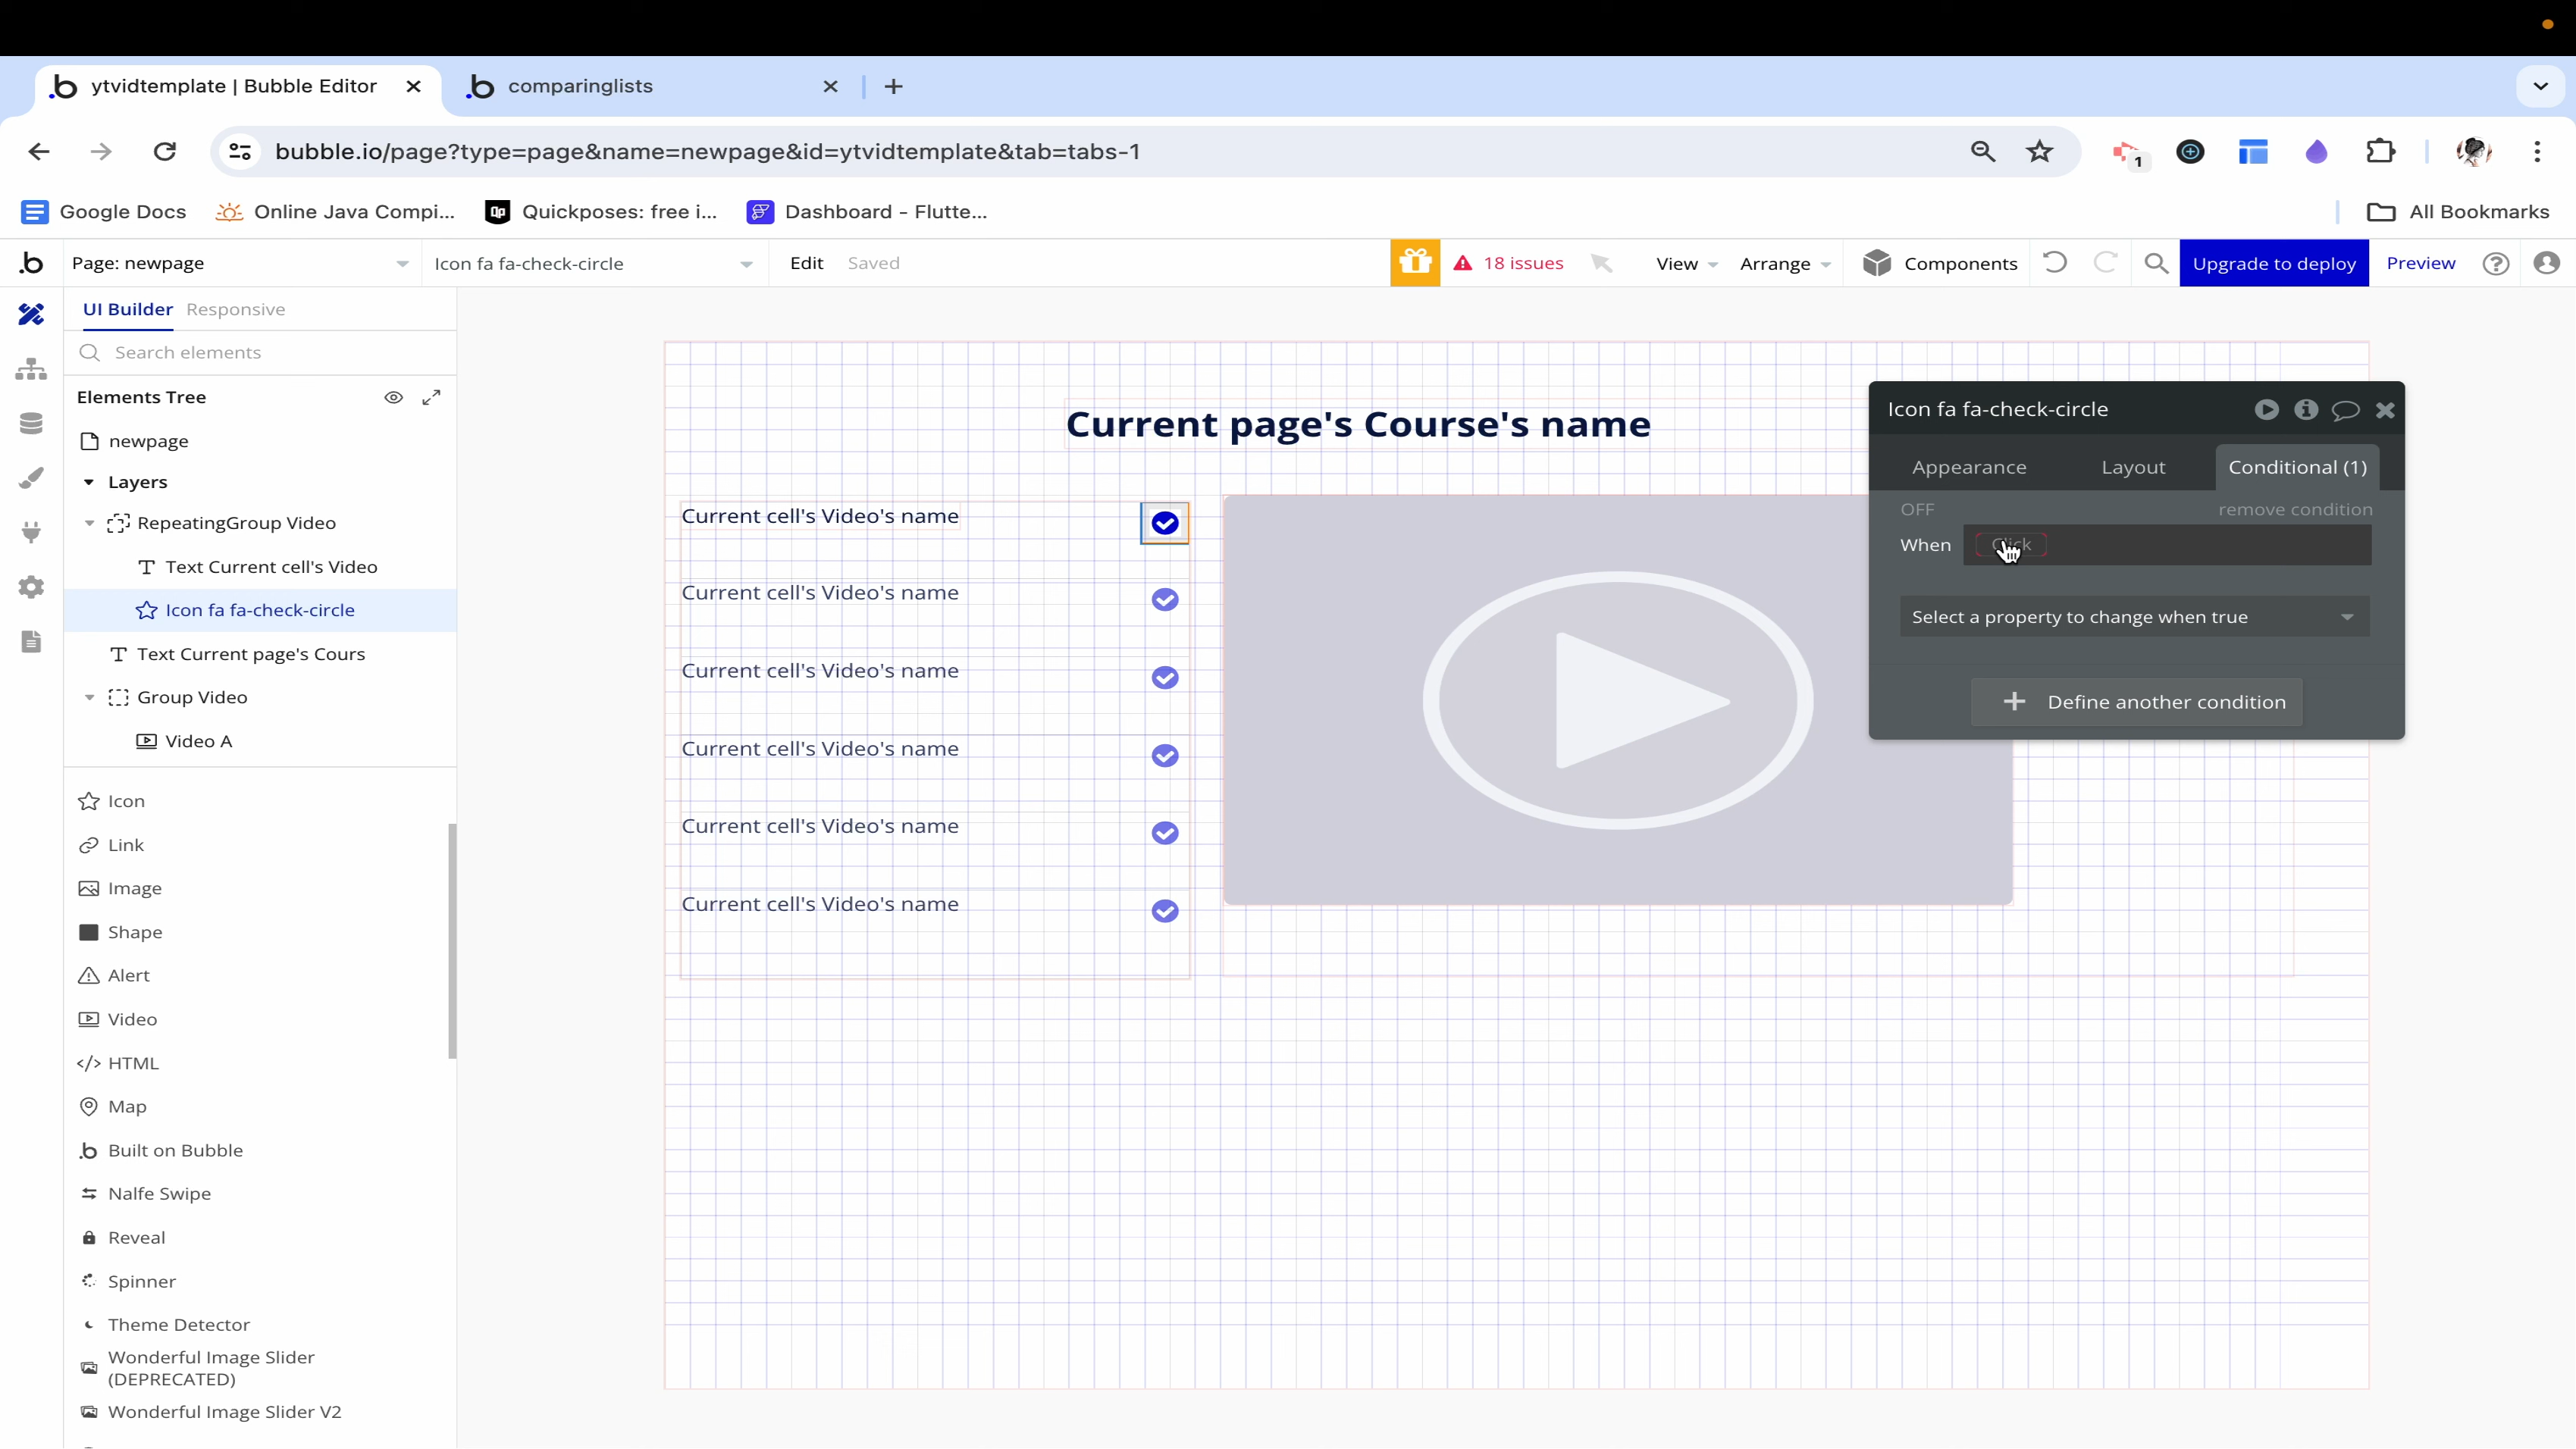 ytvidtemplate | Bubble Editor
comparinglists
bubble.io/page?type=page&name=newpage&id=ytvidtemplate&tab=tabs-1
1
Google Docs
Online Java Compi...
Quickposes: free i...
Dashboard - Flutte...
All Bookmarks
Page: newpage
Icon fa fa-check-circle
Edit
Saved
18 issues
View
Arrange
Components
Upgrade to deploy
Preview
UI Builder
Responsive
Search elements
Elements Tree
newpage
Layers
RepeatingGroup Video
Text Current cell's Video
Icon fa fa-check-circle
Text Current page's Cours
Group Video
Video A
Icon
Link
Image
Shape
Alert
Video
HTML
Map
Built on Bubble
Nalfe Swipe
Reveal
Spinner
Theme Detector
Wonderful Image Slider
(DEPRECATED)
Wonderful Image Slider V2
Current page's Course's name
Current cell's Video's name
Current cell's Video's name
Current cell's Video's name
Current cell's Video's name
Current cell's Video's name
Current cell's Video's name
Icon fa fa-check-circle
Appearance
Layout
Conditional (1)
OFF
remove condition
When
Click
Select a property to change when true
Define another condition